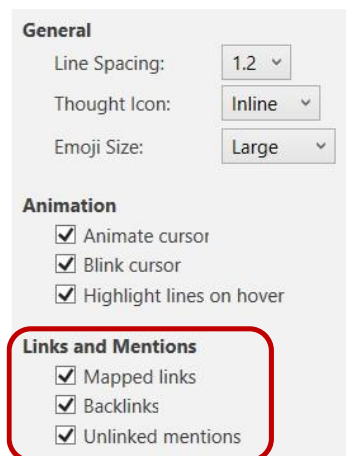 General
Line Spacing: 1.2
Thought Icon: Inline
Emoji Size: Large
Animation
Animate cursor
Blink cursor
Highlight lines on hover
Links and Mentions
Mapped links
Backlinks
Unlinked mentions